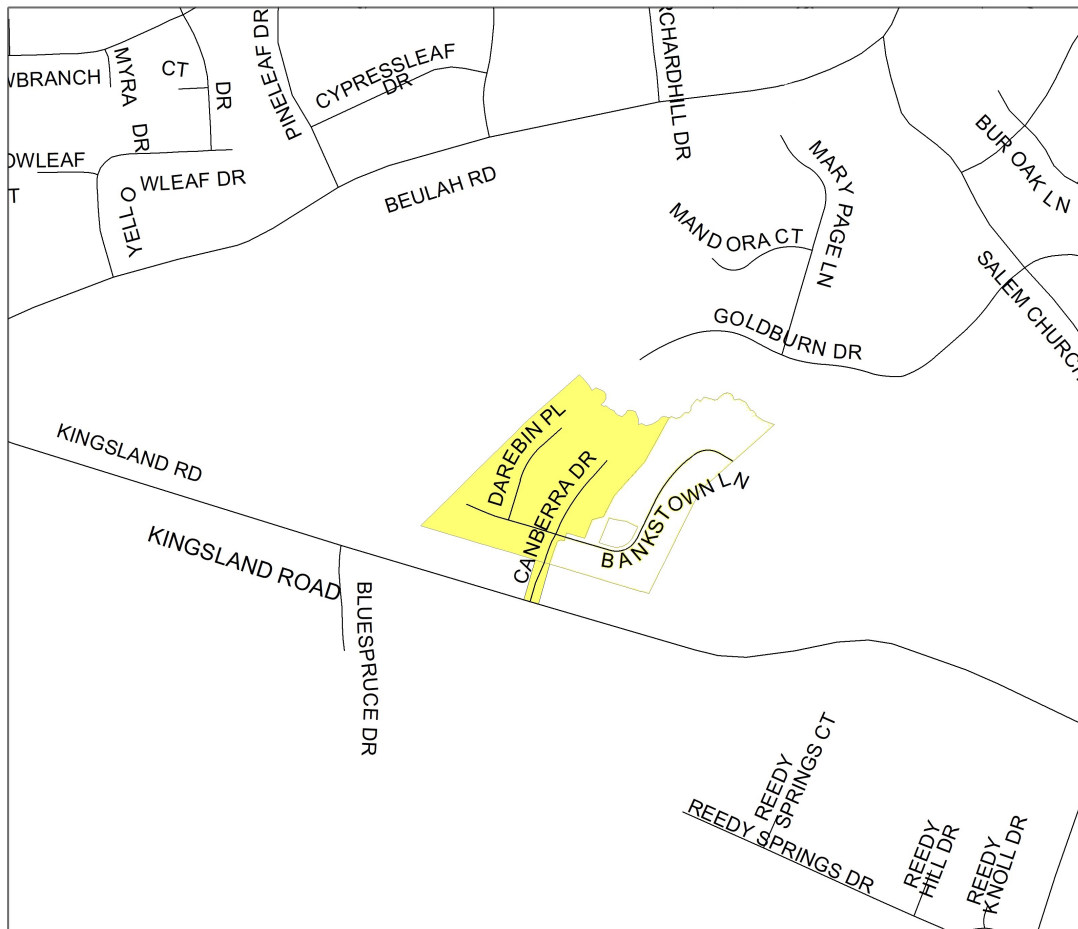 WBRANCH
MYRA DR
CT
DR
PINELEAF DR
CYPRESSLEAF
DR
RCHARDHILL DR
BUR OAK LN
OWLEAF
T
YELLO
WLEAF DR
BEULAH RD
MARY PAGE LN
MANDORA CT
SALEM CHURCH
GOLDBURN DR
KINGSLAND RD
DAREBIN PL
CANBERRA DR
BANKSTOWN LN
KINGSLAND ROAD
BLUESPRUCE DR
REEDY
SPRINGS CT
REEDY SPRINGS DR
REEDY
HILL DR
REEDY
KNOLL DR